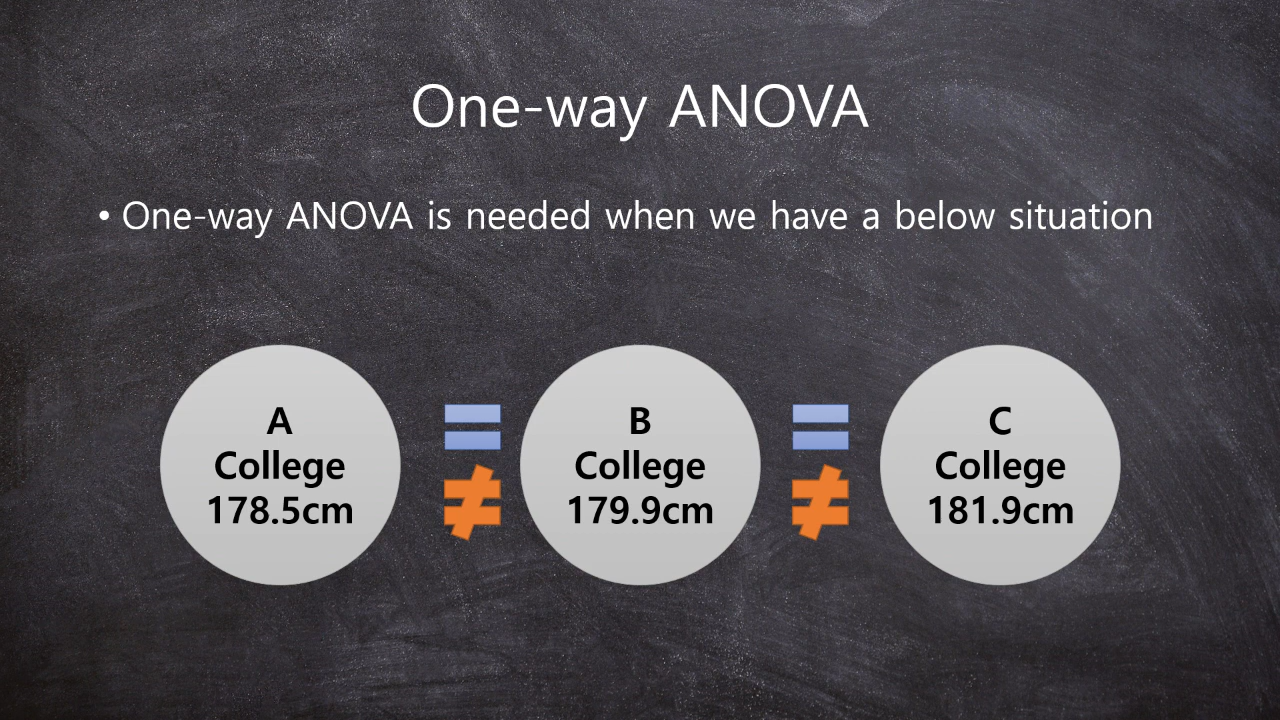 One-way ANOVA
• One-way ANOVA is needed when we have a below situation
A
College
178.5cm
=
≠
B
College
179.9cm
=
≠
C
College
181.9cm